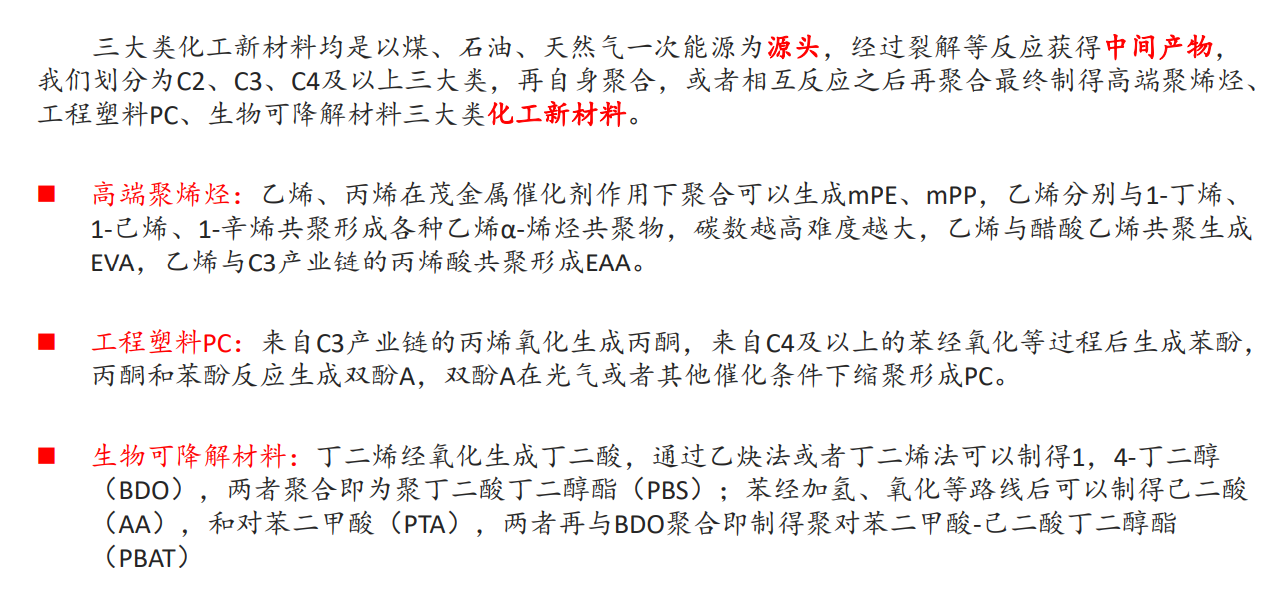 三大类化工新材料均是以煤、石油、天然气一次能源为源头，经过裂解等反应获得中间产物，
我们划分为C2、C3、C4及以上三大类，再自身聚合，或者相互反应之后再聚合最终制得高端聚烯烃、
工程塑料PC、生物可降解材料三大类化工新材料。
■ 高端聚烯烃：乙烯、丙烯在茂金属催化剂作用下聚合可以生成mPE、mPP，乙烯分别与1-丁烯、
1-己烯、1-辛烯共聚形成各种乙烯α-烯烃共聚物，碳数越高难度越大，乙烯与醋酸乙烯共聚生成
EVA，乙烯与C3产业链的丙烯酸共聚形成EAA。
■ 工程塑料PC：来自C3产业链的丙烯氧化生成丙酮，来自C4及以上的苯经氧化等过程后生成苯酚，
丙酮和苯酚反应生成双酚A，双酚A在光气或者其他催化条件下缩聚形成PC。
■ 生物可降解材料：丁二烯经氧化生成丁二酸，通过乙炔法或者丁二烯法可以制得1，4-丁二醇
（BDO），两者聚合即为聚丁二酸丁二醇酯（PBS）；苯经加氢、氧化等路线后可以制得己二酸
（AA），和对苯二甲酸（PTA），两者再与BDO聚合即制得聚对苯二甲酸-己二酸丁二醇酯
（PBAT）